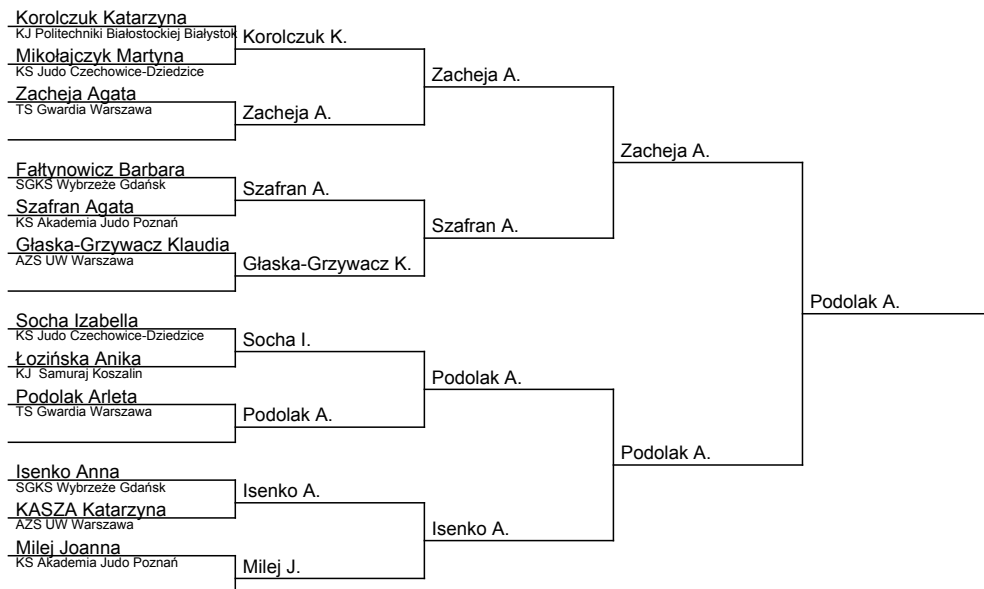 Korolczuk Katarzyna
KJ Politechniki Białostockiej Białystok
Korolczuk K.
Mikołajczyk Martyna
KS Judo Czechowice-Dziedzice
Zacheja A.
Zacheja Agata
TS Gwardia Warszawa
Zacheja A.
Zacheja A.
Fałtynowicz Barbara
SGKS Wybrzeże Gdańsk
Szafran A.
Szafran Agata
KS Akademia Judo Poznań
Szafran A.
Głaska-Grzywacz Klaudia
AZS UW Warszawa
Głaska-Grzywacz K.
Podolak A.
Socha Izabella
KS Judo Czechowice-Dziedzice
Socha I.
Łozińska Anika
KJ Samuraj Koszalin
Podolak A.
Podolak Arleta
TS Gwardia Warszawa
Podolak A.
Podolak A.
Isenko Anna
SGKS Wybrzeże Gdańsk
Isenko A.
KASZA Katarzyna
AZS UW Warszawa
Isenko A.
Milej Joanna
KS Akademia Judo Poznań
Milej J.